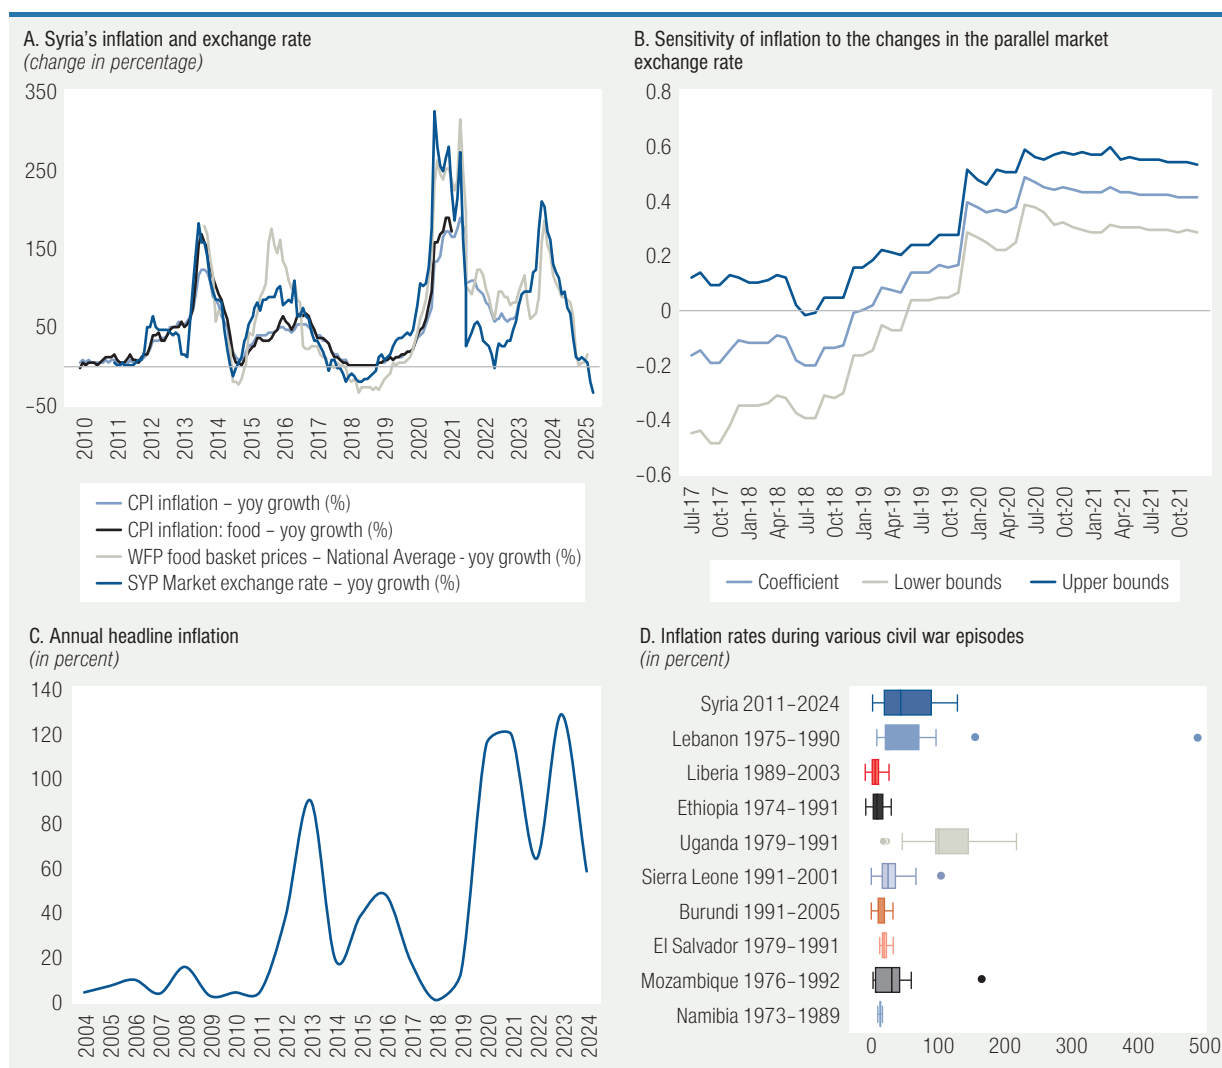 A. Syria's inflation and exchange rate
(change in percentage)
350
250
150
50
−50
2010
2011
2012
2013
2014
2015
2016
2017
2018
2019
2020
2021
2022
2023
2024
2025
CPI inflation – yoy growth (%)
CPI inflation: food – yoy growth (%)
WFP food basket prices – National Average - yoy growth (%)
SYP Market exchange rate – yoy growth (%)
B. Sensitivity of inflation to the changes in the parallel market
exchange rate
0.8
0.6
0.4
0.2
0
−0.2
−0.4
−0.6
Jul-17
Oct-17
Jan-18
Apr-18
Jul-18
Oct-18
Jan-19
Apr-19
Jul-19
Oct-19
Jan-20
Apr-20
Jul-20
Oct-20
Jan-21
Apr-21
Jul-21
Oct-21
Coefficient
Lower bounds
Upper bounds
C. Annual headline inflation
(in percent)
140
120
100
80
60
40
20
0
2004
2005
2006
2007
2008
2009
2010
2011
2012
2013
2014
2015
2016
2017
2018
2019
2020
2021
2022
2023
2024
D. Inflation rates during various civil war episodes
(in percent)
Syria 2011–2024
Lebanon 1975–1990
Liberia 1989–2003
Ethiopia 1974–1991
Uganda 1979–1991
Sierra Leone 1991–2001
Burundi 1991–2005
El Salvador 1979–1991
Mozambique 1976–1992
Namibia 1973–1989
0
100
200
300
400
500